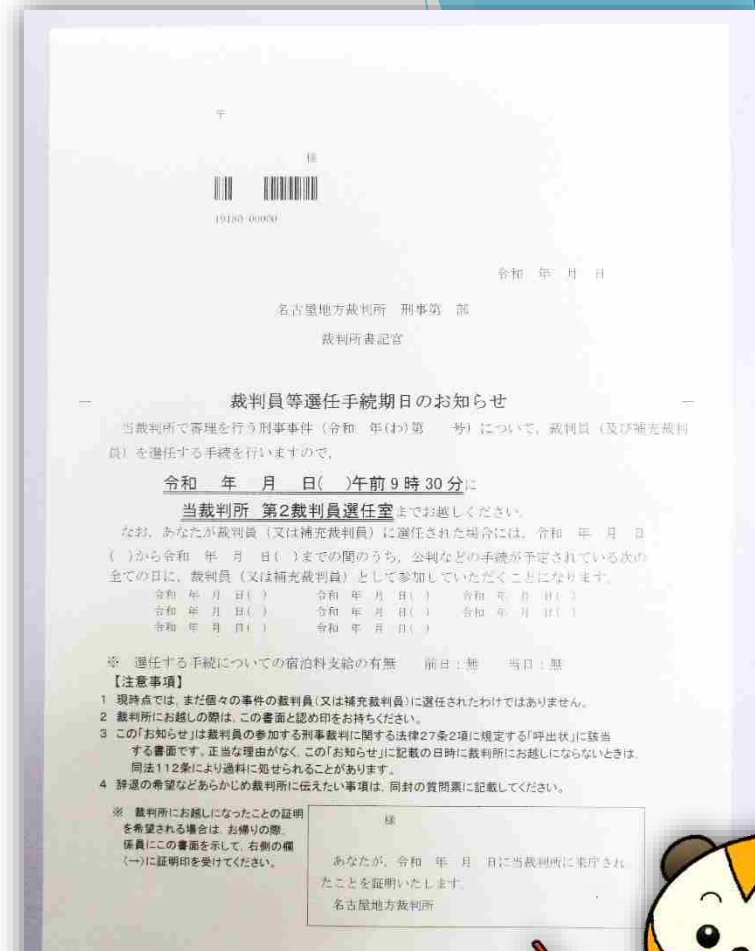 〒
様
19180-00000
令和　年　月　日
名古屋地方裁判所　刑事第　部
裁判所書記官
裁判員等選任手続期日のお知らせ
当裁判所で審理を行う刑事事件（令和　年(わ)第　　号）について，裁判員（及び補充裁判
員）を選任する手続を行いますので，
令和　年　月　日(　)午前９時30分に
当裁判所　第2裁判員選任室までお越しください。
なお，あなたが裁判員（又は補充裁判員）に選任された場合には，令和　年　月　日
(　)から令和　年　月　日(　)までの間のうち，公判などの手続が予定されている次の
全ての日に，裁判員（又は補充裁判員）として参加していただくことになります。
令和　年　月　日(　)　令和　年　月　日(　)　令和　年　月　日(　)
令和　年　月　日(　)　令和　年　月　日(　)　令和　年　月　日(　)
令和　年　月　日(　)　令和　年　月　日(　)
※　選任する手続についての宿泊料支給の有無　　前日：無　当日：無
【注意事項】
1　現時点では，まだ個々の事件の裁判員(又は補充裁判員)に選任されたわけではありません。
2　裁判所にお越しの際は，この書面と認め印をお持ちください。
3　この「お知らせ」は裁判員の参加する刑事裁判に関する法律27条2項に規定する「呼出状」に該当
する書面です。正当な理由がなく，この「お知らせ」に記載の日時に裁判所にお越しにならないときは，
同法112条により過料に処せられることがあります。
4　辞退の希望などあらかじめ裁判所に伝えたい事項は，同封の質問票に記載してください。
※　裁判所にお越しになったことの証明
を希望される場合は，お帰りの際，
係員にこの書面を示して，右側の欄
(→)に証明印を受けてください。
様
あなたが，令和　年　月　日に当裁判所に来庁され
たことを証明いたします。
名古屋地方裁判所